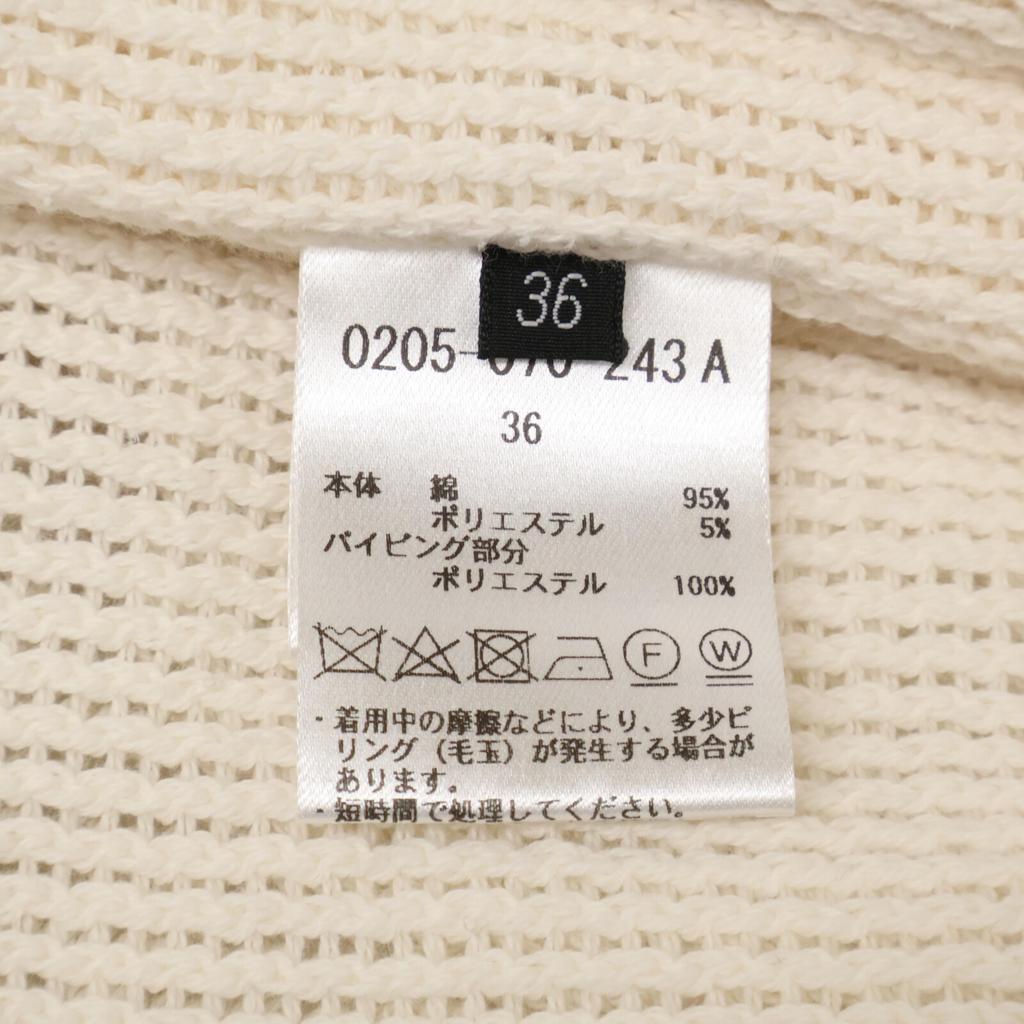 36
0205- 243 A
36
本体 綿 95%
ポリエステル 5%
パイピング部分
ポリエステル 100%
F W
・着用中の摩擦などにより、多少ピ
リング（毛玉）が発生する場合が
あります。
・短時間で処理してください。